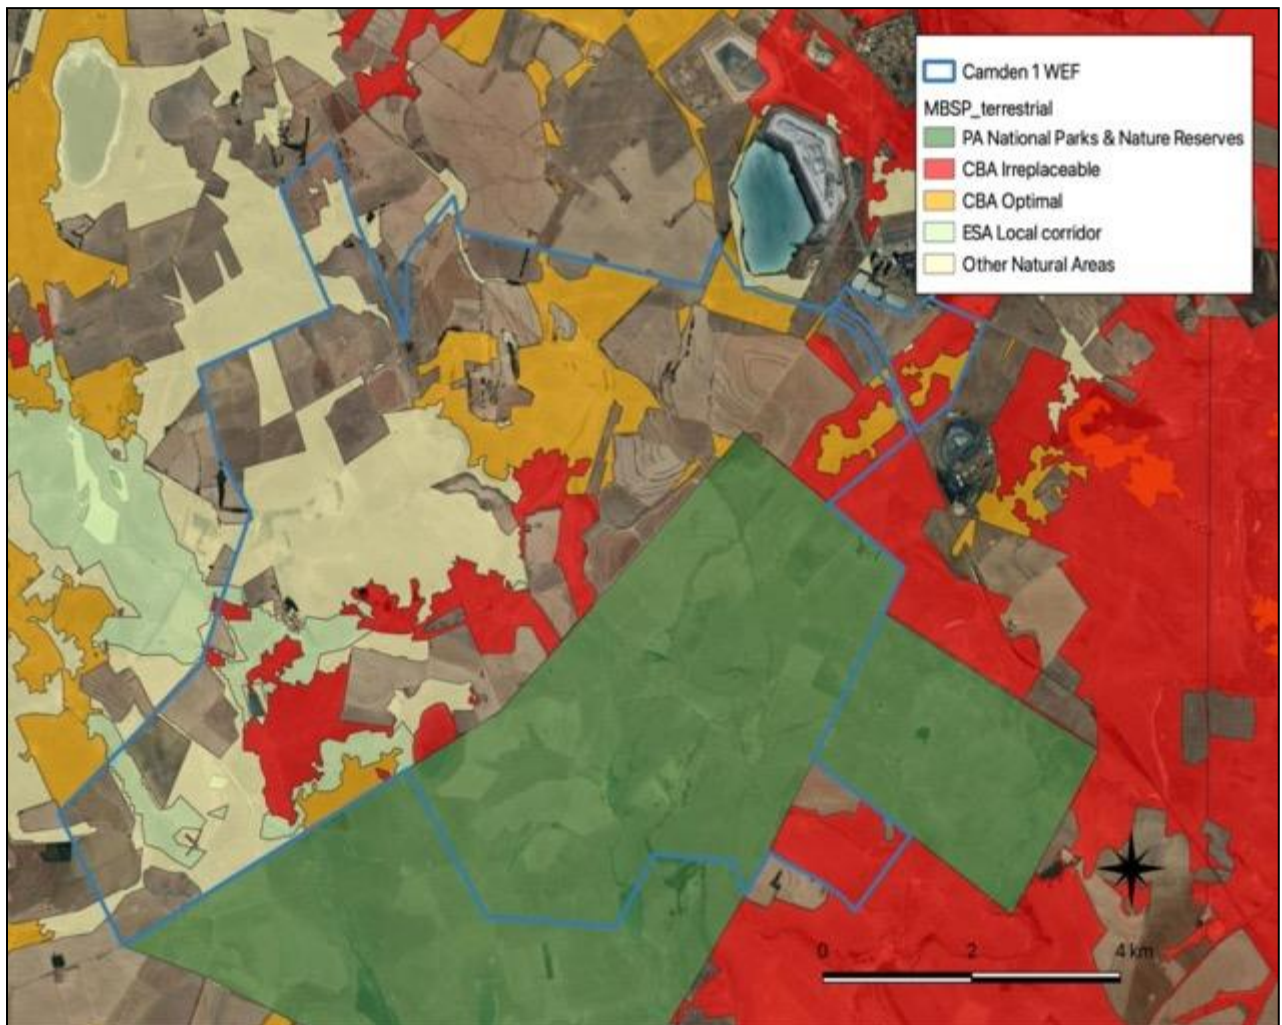 Camden 1 WEF
MBSP_terrestrial
PA National Parks & Nature Reserves
CBA Irreplaceable
CBA Optimal
ESA Local corridor
Other Natural Areas
0 2 4 km